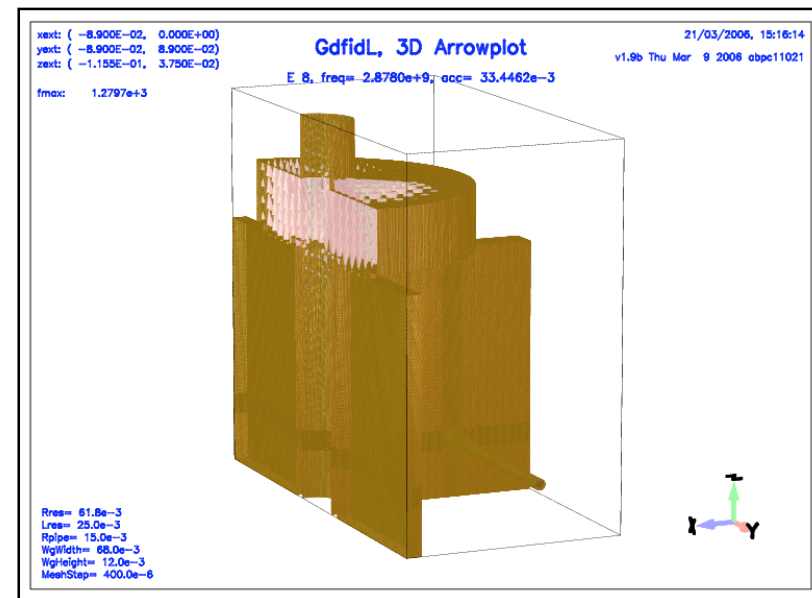 xext: ( -8.900E-02, 0.000E+00)
yext: ( -8.900E-02, 8.900E-02)
zext: ( -1.155E-01, 3.750E-02)
fmax: 1.2797e+3
GdfidL, 3D Arrowplot
E 8, freq= 2.8780e+9, acc= 33.4462e-3
21/03/2006, 15:16:14
v1.9b Thu Mar 9 2006 abpc11021
Rres= 61.8e-3
Lres= 25.0e-3
Rpipe= 15.0e-3
WgWidth= 68.0e-3
WgHeight= 12.0e-3
MeshStep= 400.0e-6
Z
X
Y